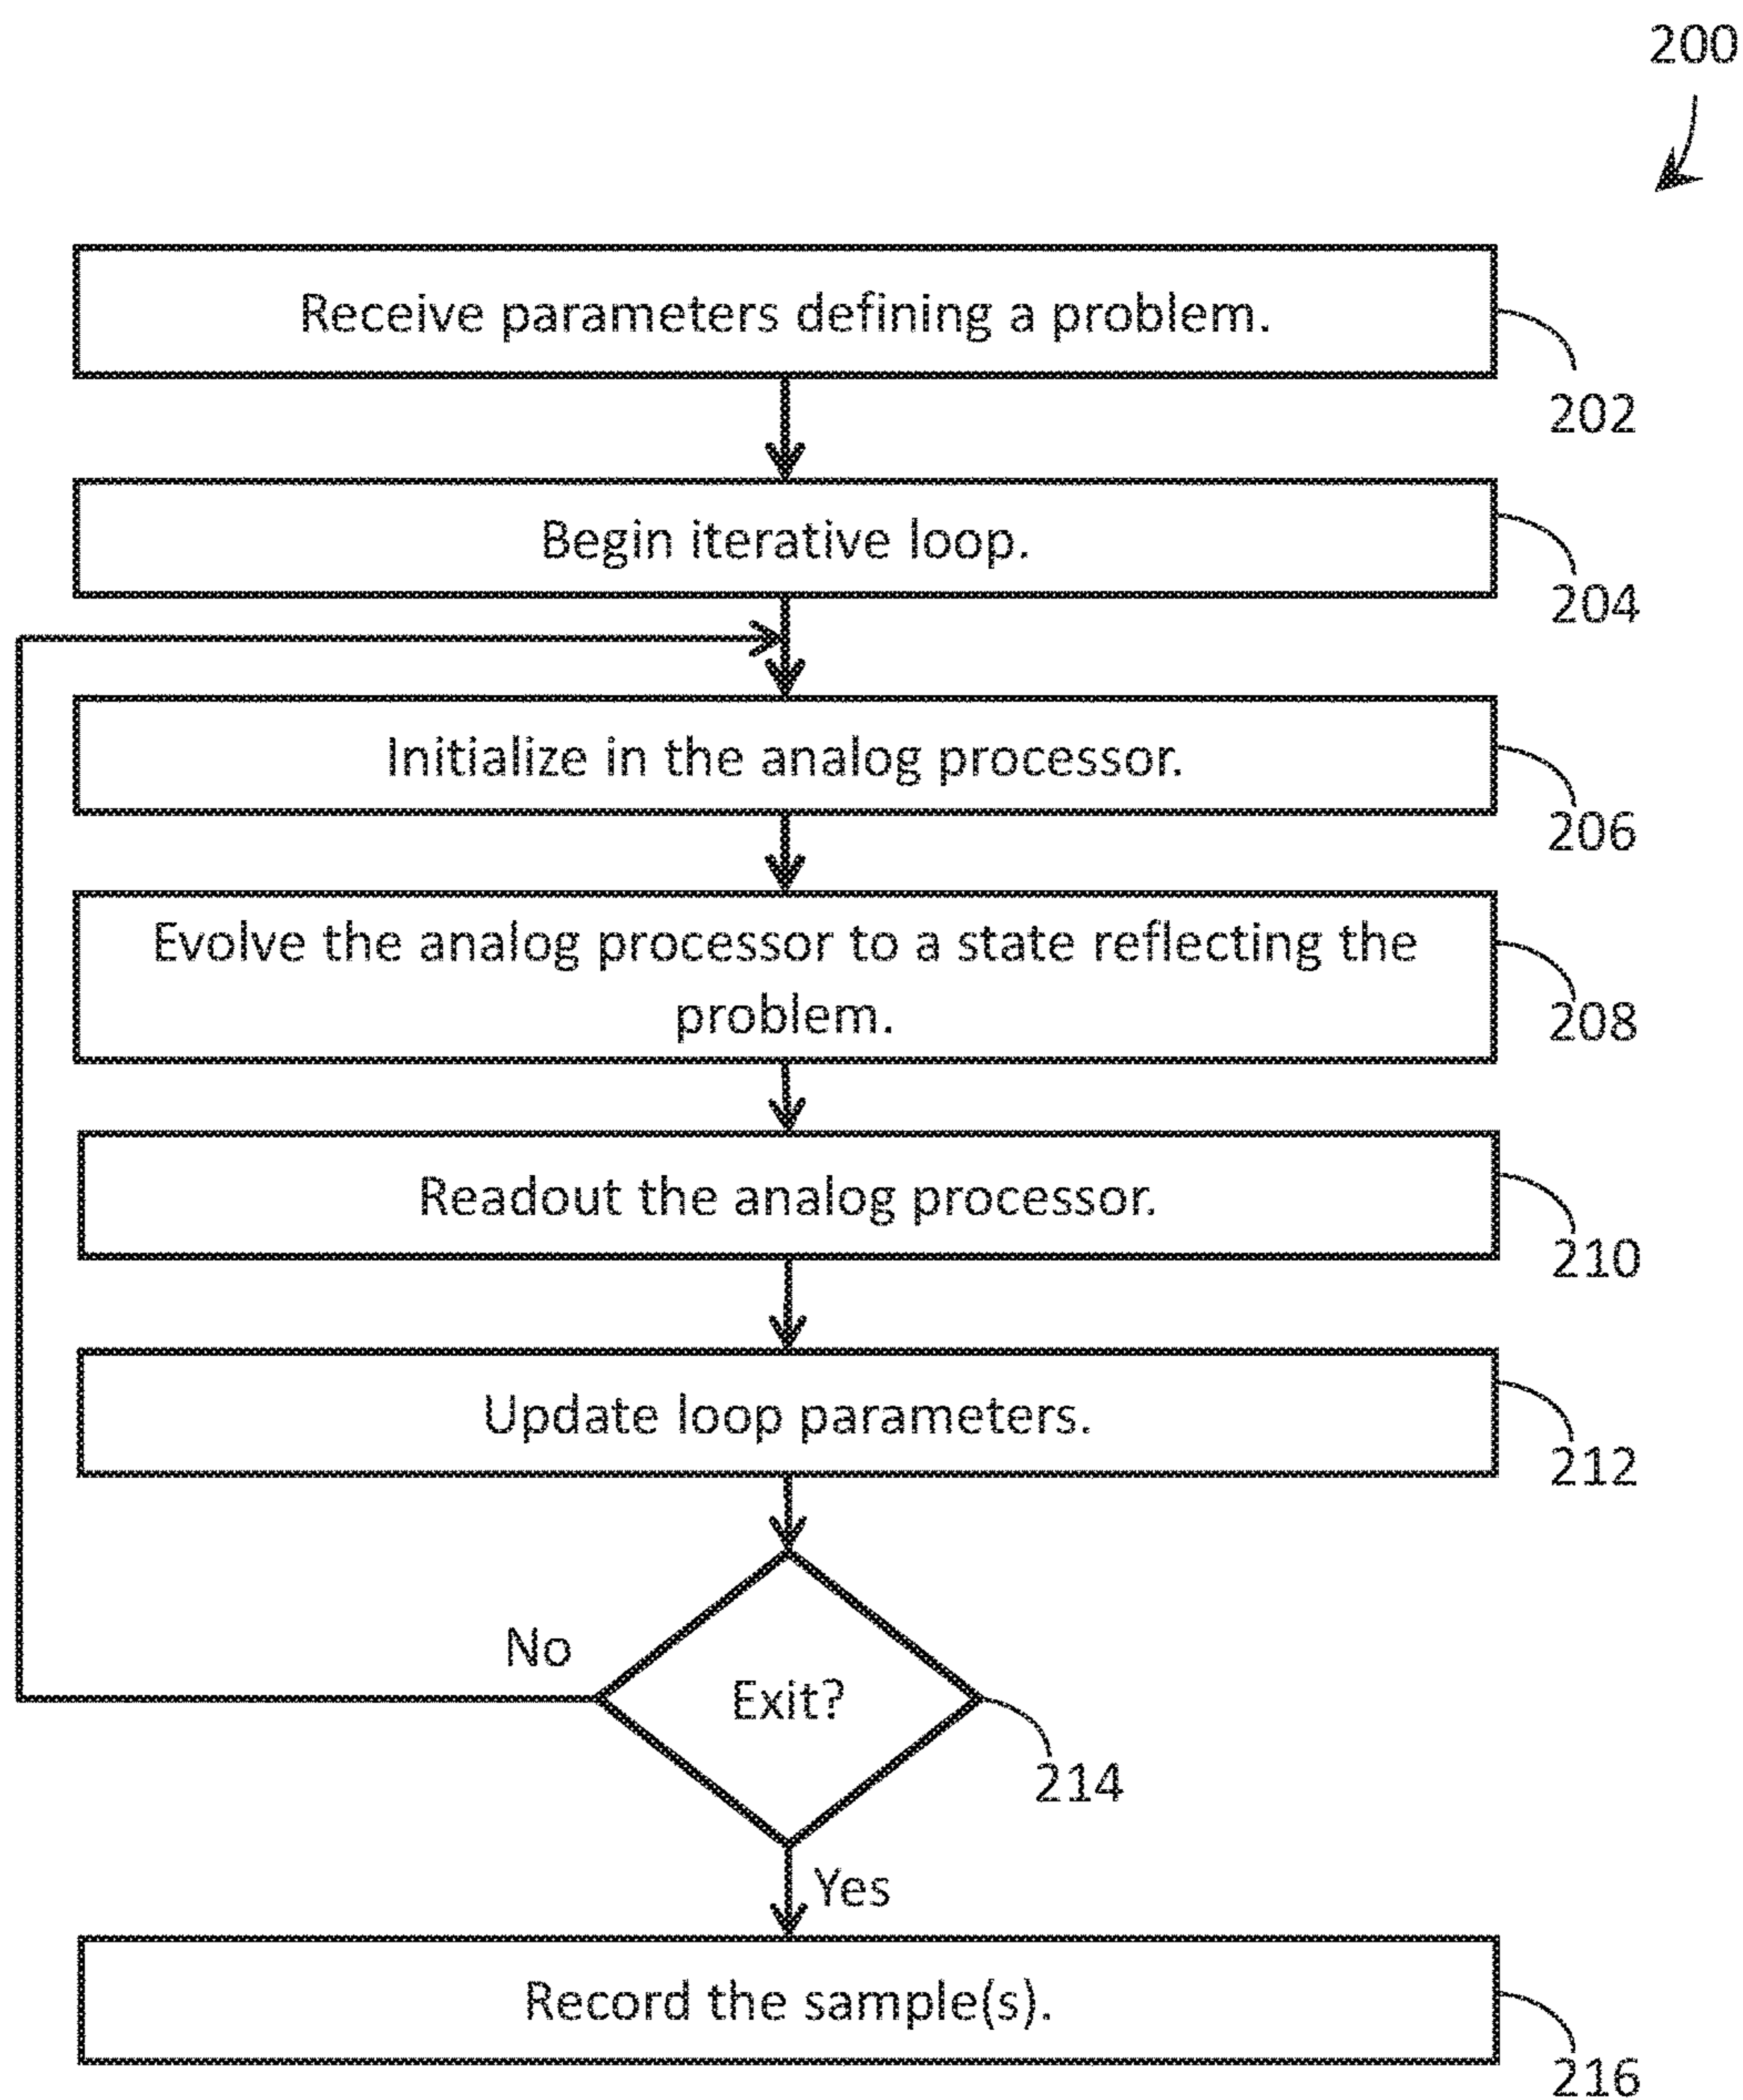 200
Receive parameters defining a problem.
202
Begin iterative loop.
204
Initialize in the analog processor.
206
Evolve the analog processor to a state reflecting the
problem.
208
Readout the analog processor.
210
Update loop parameters.
212
No
Exit?
214
Yes
Record the sample(s).
216